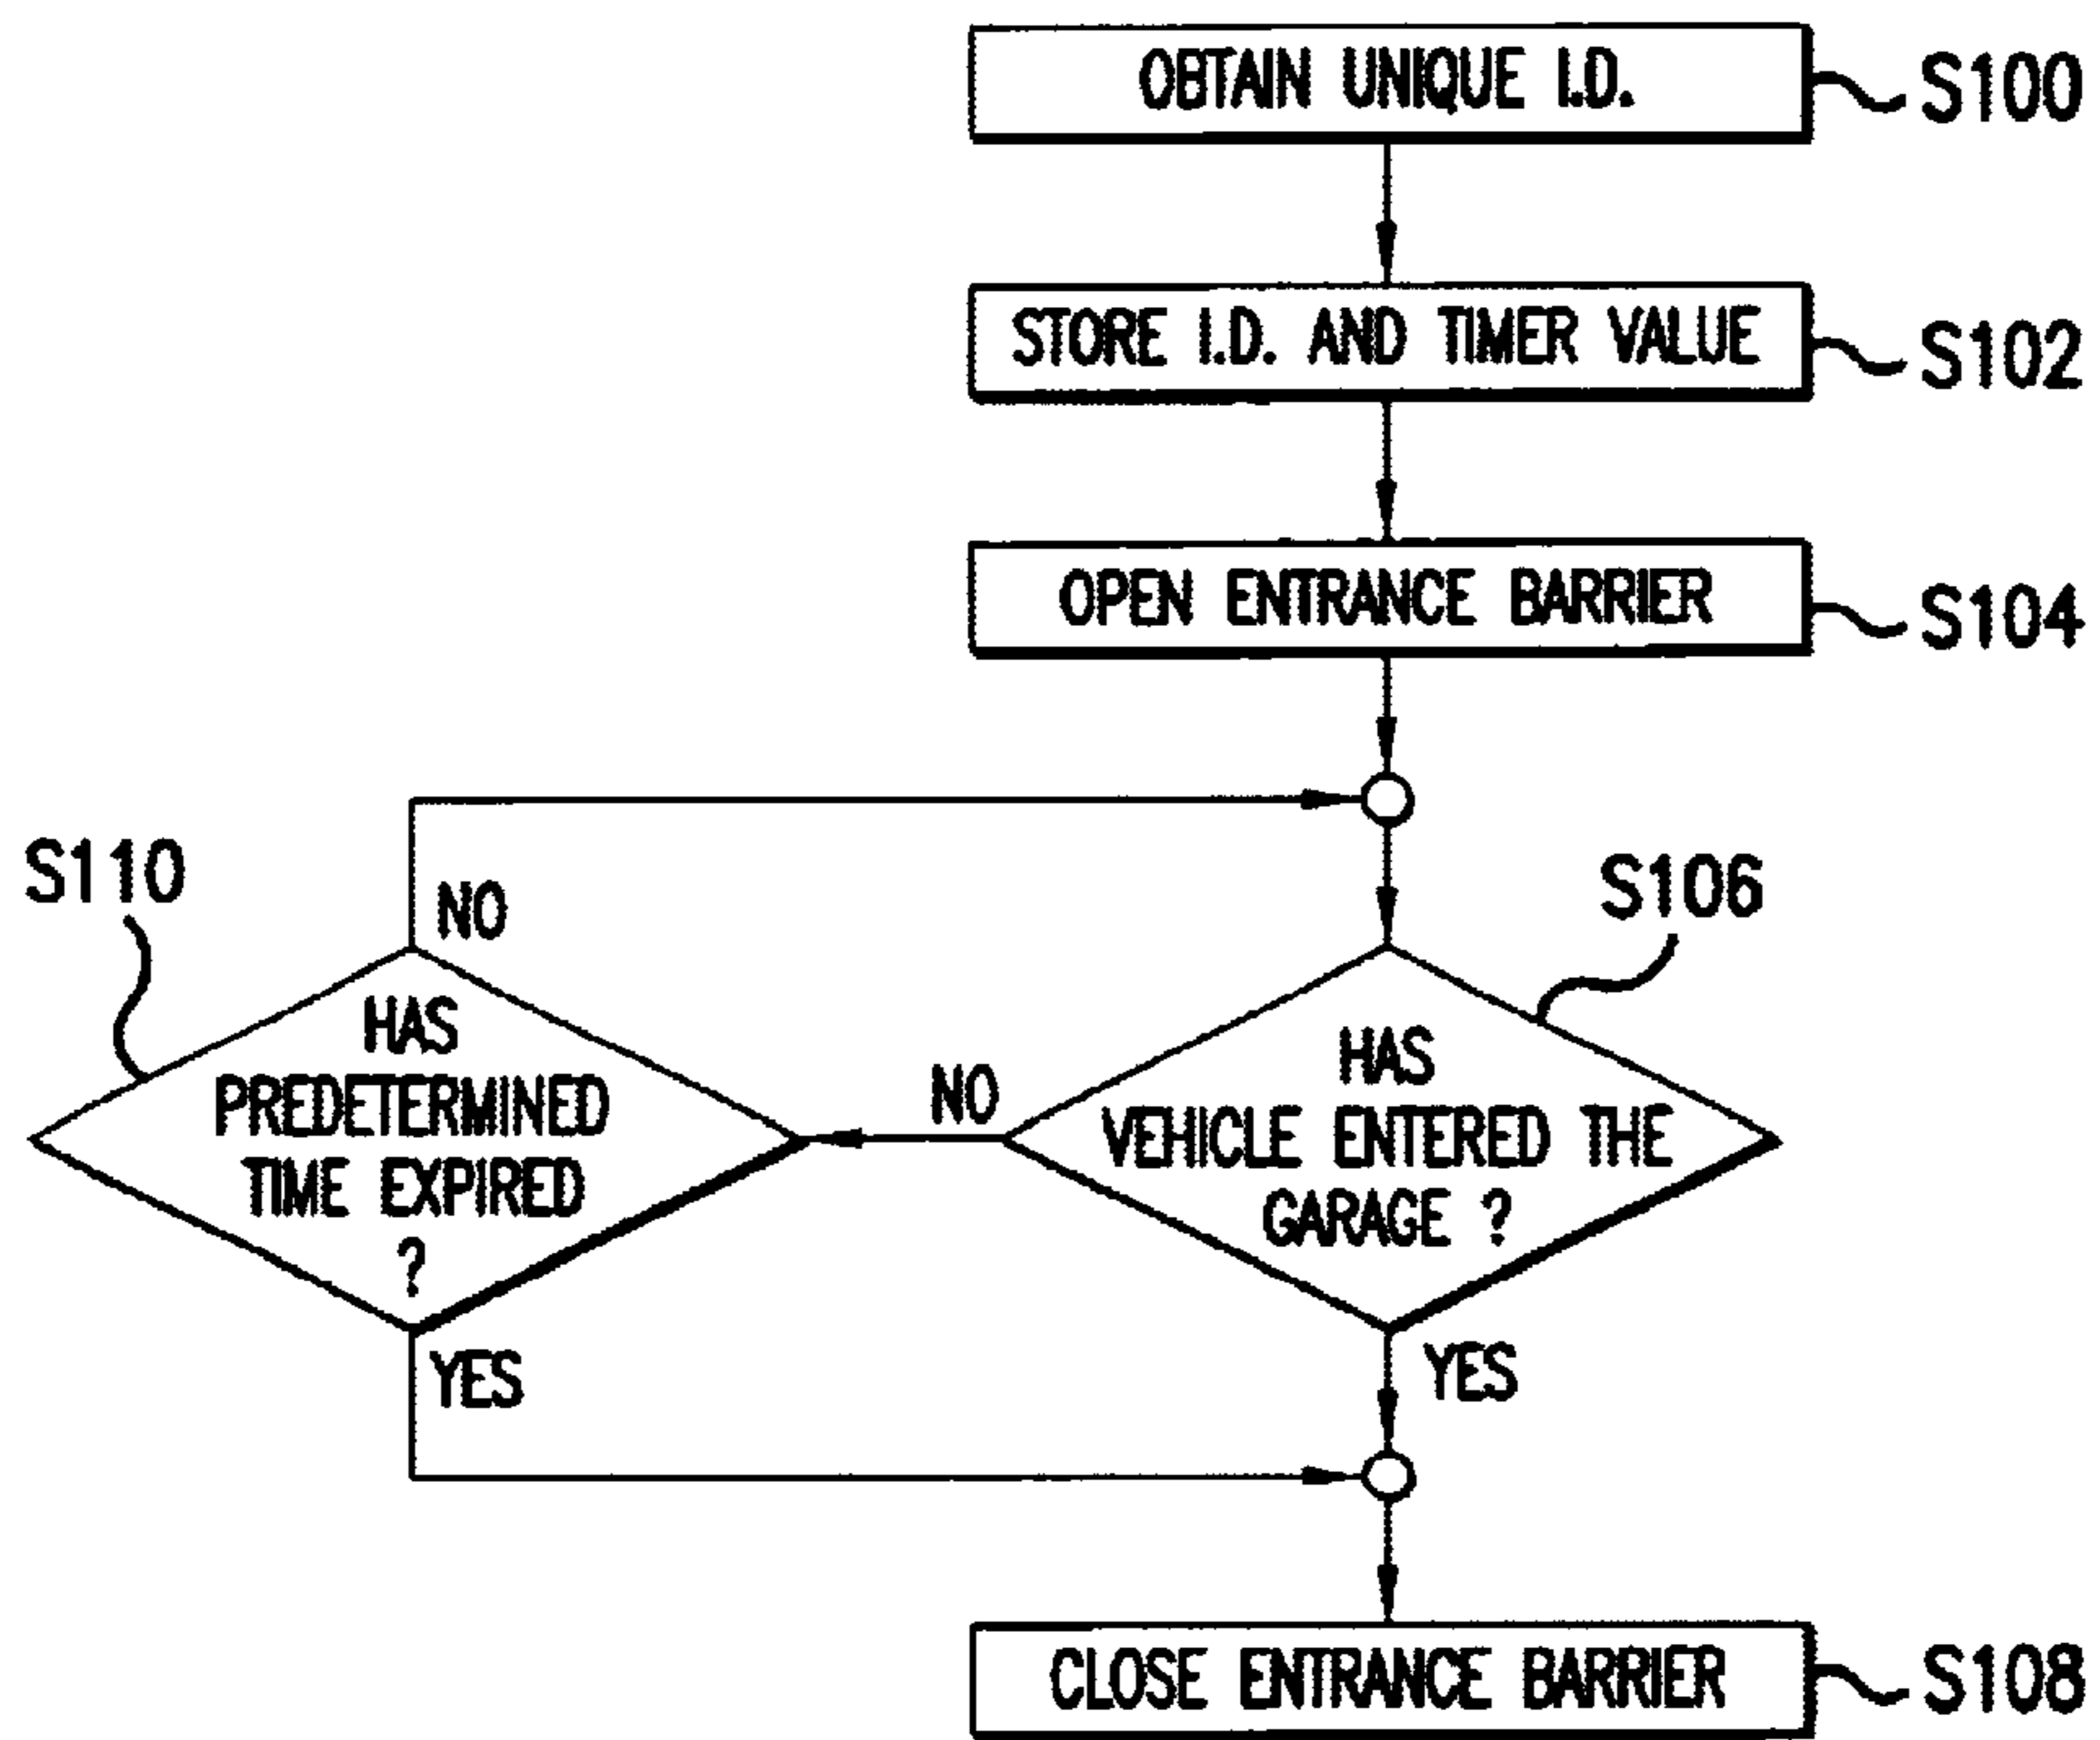 OBTAIN UNIQUE I.D.
S100
STORE I.D. AND TIMER VALUE
S102
OPEN ENTRANCE BARRIER
S104
S110
NO
S106
HAS
PREDETERMINED
TIME EXPIRED
?
NO
HAS
VEHICLE ENTERED THE
GARAGE ?
YES
YES
CLOSE ENTRANCE BARRIER
S108